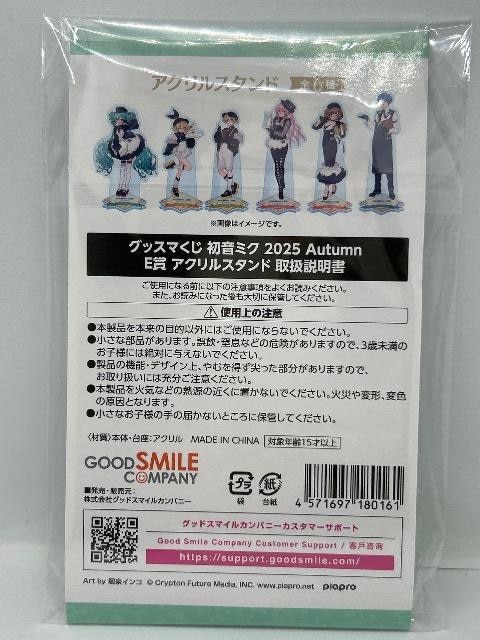 アクリルスタンド 全6種
※画像はイメージです。
グッスマくじ 初音ミク 2025 Autumn
E賞 アクリルスタンド 取扱説明書
ご使用になる前に以下の注意事項をよくお読みください。
また、お読みになった後も大切に保管してください。
⚠使用上の注意
●本製品を本来の目的以外にはご使用にならないでください。
●小さな部品があります。誤飲・窒息などの危険がありますので、3歳未満の
お子様には絶対に与えないでください。
●製品の機能・デザイン上、やむを得ず尖った部分がありますので、
お取り扱いには充分ご注意ください。
●本製品を火気などの熱源の近くに置かないでください。火災や変形、変色
の原因となります。
●小さなお子様の手の届かないところに保管してください。
〈材質〉本体・台座：アクリル MADE IN CHINA 対象年齢15才以上
GOOD SMILE
COMPANY
プラ 紙
袋 台紙
■発売・販売元：
株式会社グッドスマイルカンパニー
4 571697 180161
グッドスマイルカンパニーカスタマーサポート
Good Smile Company Customer Support / 客戸咨询
https://support.goodsmile.com/
Art by 堀泉インコ © Crypton Future Media, INC. www.piapro.net piapro